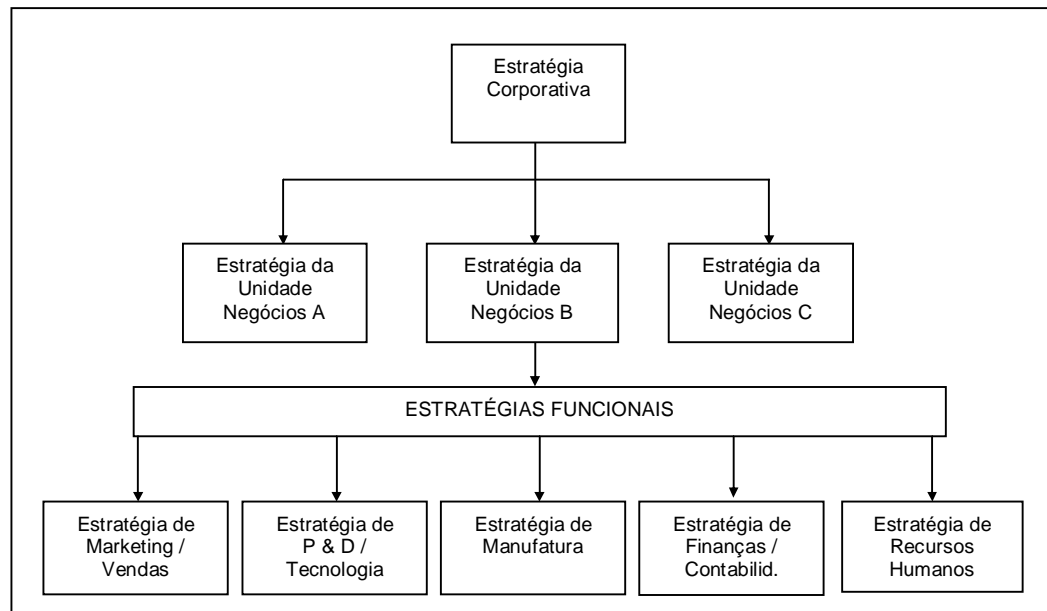 Estratégia
Corporativa
Estratégia da
Unidade
Negócios A
Estratégia da
Unidade
Negócios B
Estratégia da
Unidade
Negócios C
ESTRATÉGIAS FUNCIONAIS
Estratégia de
Marketing /
Vendas
Estratégia de
P & D /
Tecnologia
Estratégia de
Manufatura
Estratégia de
Finanças /
Contabilid.
Estratégia de
Recursos
Humanos